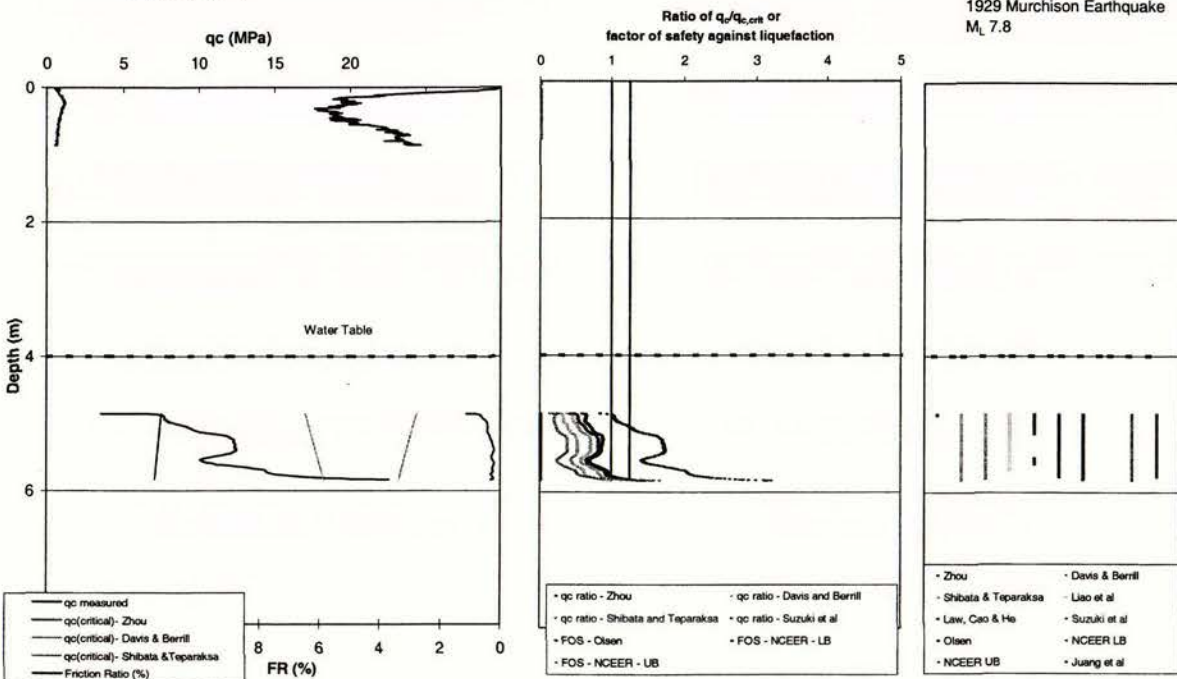 1929 Murchison Earthquake
ML 7.8
qc (MPa)
0 5 10 15 20
Ratio of qc/qc,crit or
factor of safety against liquefaction
0 1 2 3 4 5
Depth (m)
0
2
4
6
Water Table
qc measured
qc(critical)- Zhou
qc(critical)- Davis & Berrill
qc(critical)- Shibata &Teparaksa
Friction Ratio (%)
8 6 4 2 0
FR (%)
qc ratio - Zhou
qc ratio - Davis and Berrill
qc ratio - Shibata and Teparaksa
qc ratio - Suzuki et al
FOS - Olsen
FOS - NCEER - LB
FOS - NCEER - UB
Zhou
Davis & Berrill
Shibata & Teparaksa
Liao et al
Law, Cao & He
Suzuki et al
Olsen
NCEER LB
NCEER UB
Juang et al